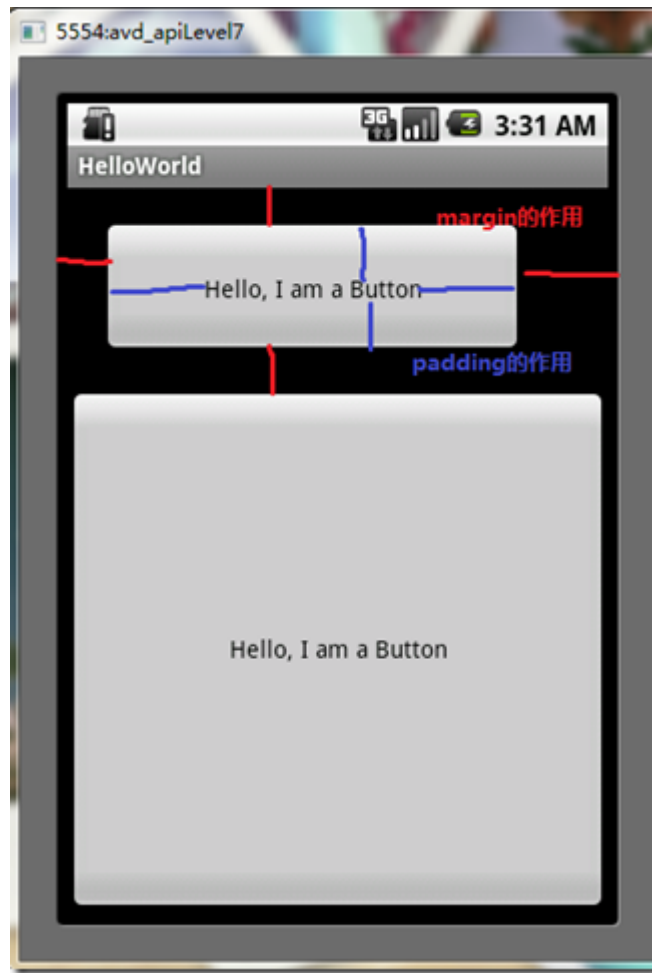 5554:avd_apiLevel7
3G 3:31 AM
HelloWorld
margin的作用
Hello, I am a Button
padding的作用
Hello, I am a Button